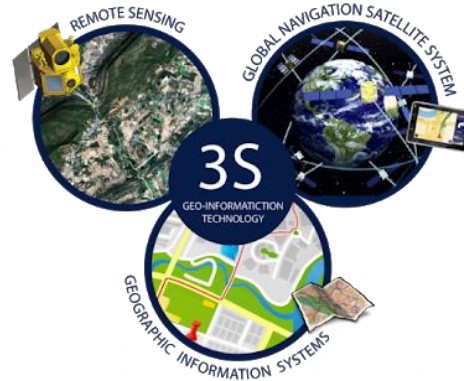 REMOTE SENSING
GLOBAL NAVIGATION SATELLITE SYSTEM
3S
GEO-INFORMATICTION
TECHNOLOGY
GEOGRAPHIC INFORMATION SYSTEMS